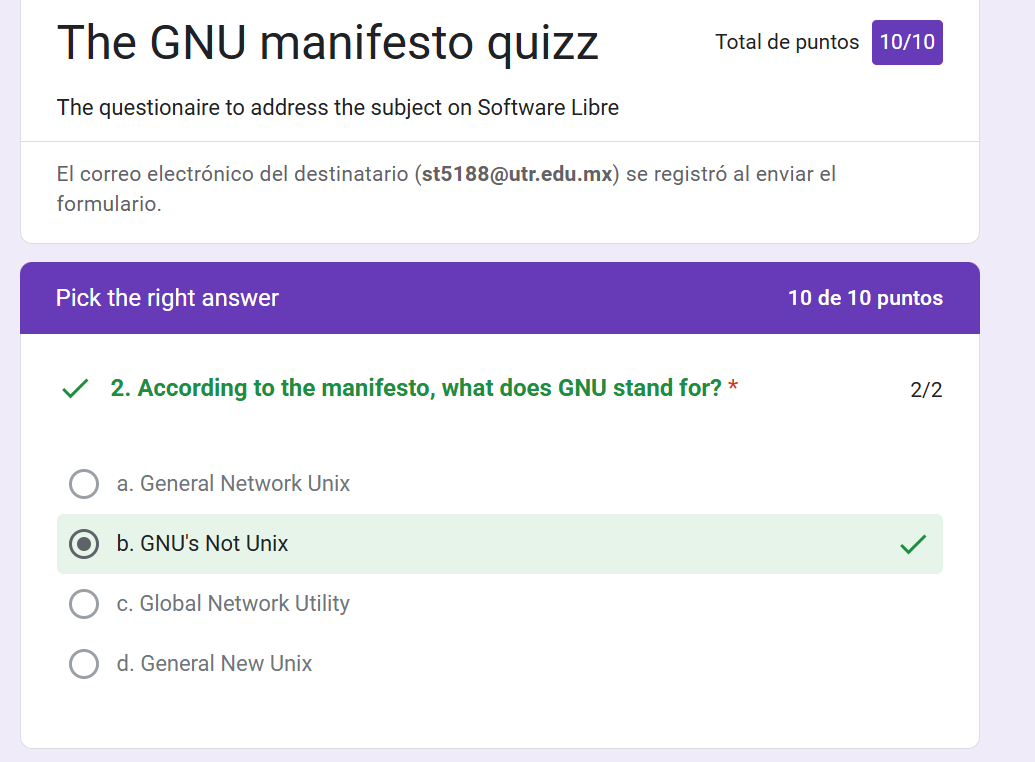 The GNU manifesto quizz
Total de puntos 10/10
The questionaire to address the subject on Software Libre
El correo electrónico del destinatario (st5188@utr.edu.mx) se registró al enviar el
formulario.
Pick the right answer
10 de 10 puntos
2. According to the manifesto, what does GNU stand for? *
2/2
a. General Network Unix
b. GNU's Not Unix
c. Global Network Utility
d. General New Unix